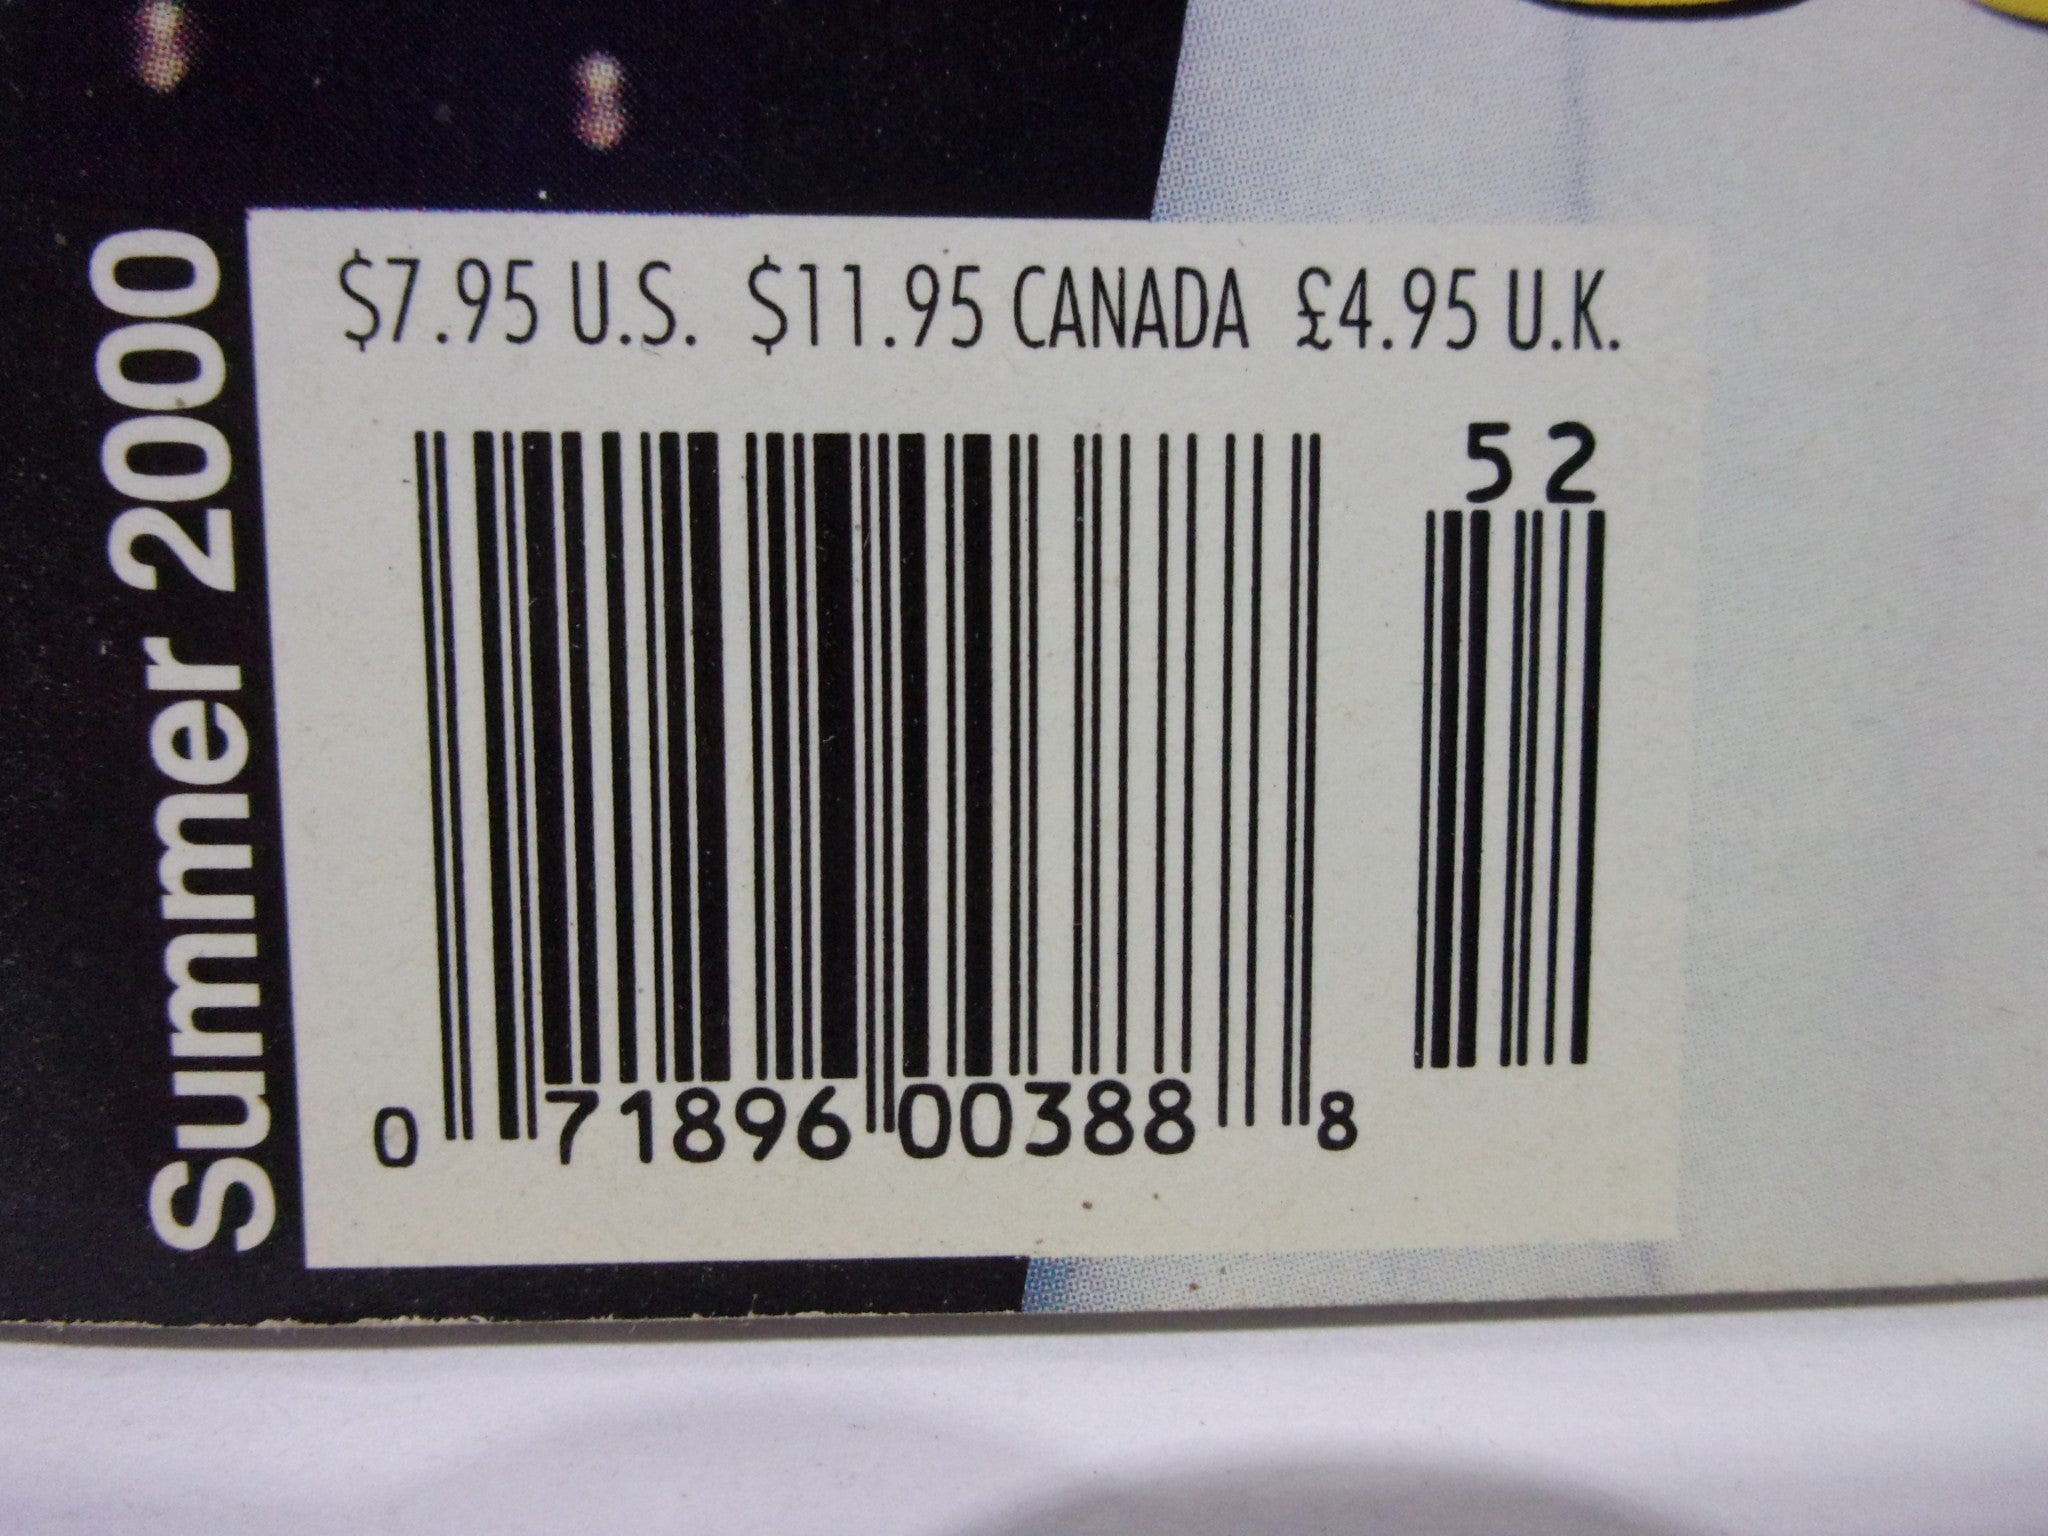 Summer 2000
$7.95 U.S. $11.95 CANADA £4.95 U.K.
52
0 71896 00388 8